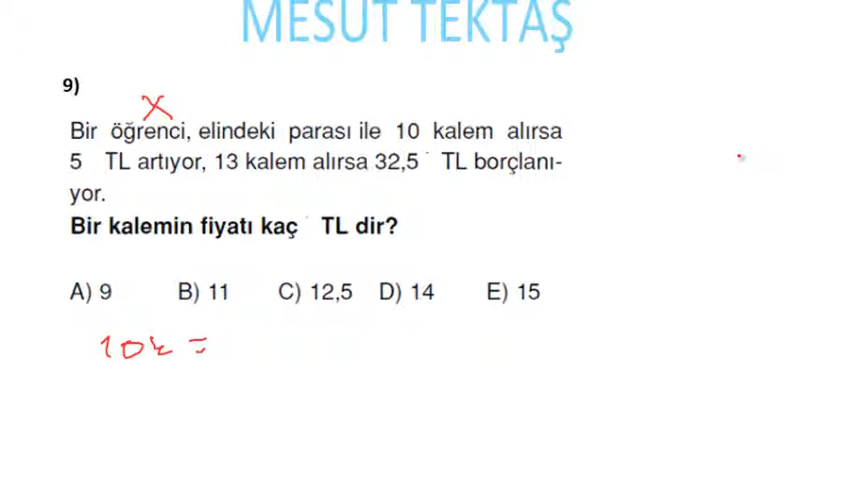 MESUT TEKTAŞ
9)
X
Bir öğrenci, elindeki parası ile 10 kalem alırsa
5 TL artıyor, 13 kalem alırsa 32,5 TL borçlanı-
yor.
Bir kalemin fiyatı kaç TL dir?
A) 9 B) 11 C) 12,5 D) 14 E) 15
10k =